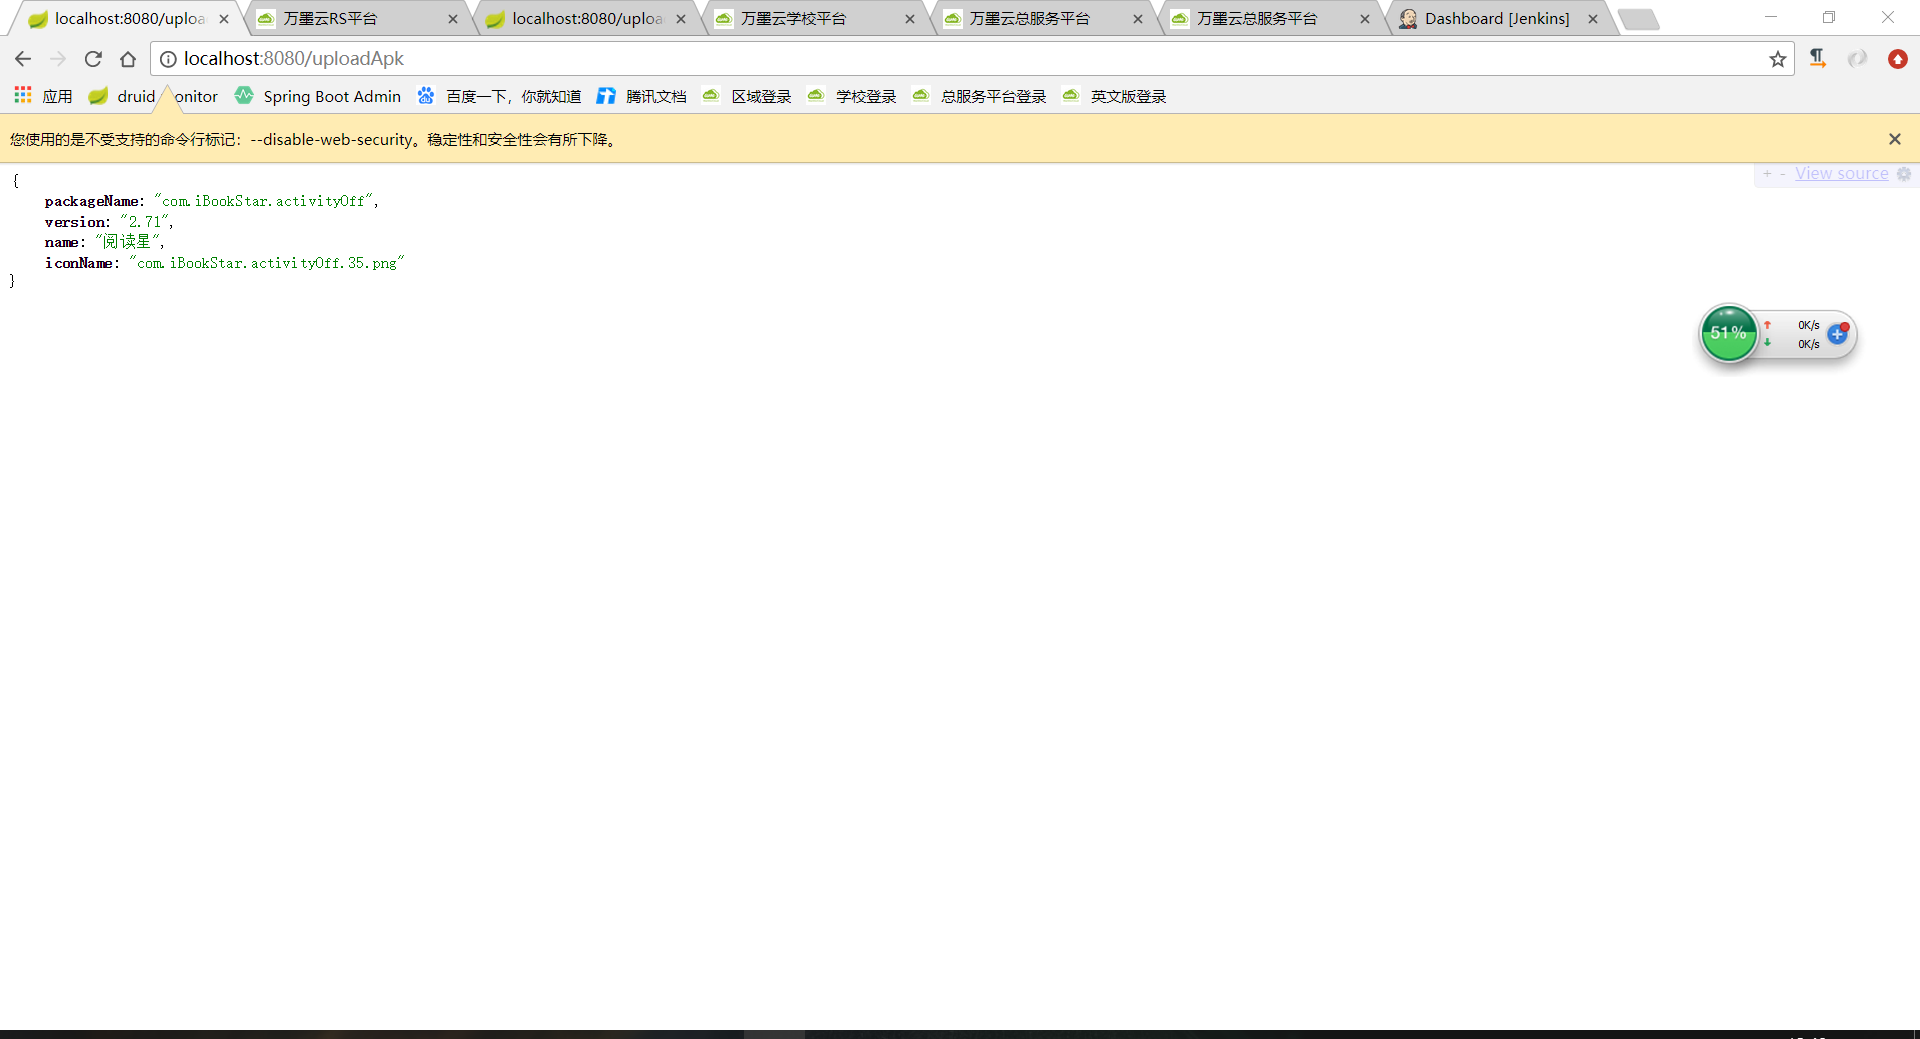 localhost:8080/uploa
万墨云RS平台
localhost:8080/uploa
万墨云学校平台
万墨云总服务平台
万墨云总服务平台
Dashboard [Jenkins]
localhost:8080/uploadApk
应用
druid onitor
Spring Boot Admin
百度一下，你就知道
腾讯文档
区域登录
学校登录
总服务平台登录
英文版登录
您使用的是不受支持的命令行标记：--disable-web-security。稳定性和安全性会有所下降。
+ - View source
{
packageName: "com.iBookStar.activityOff",
version: "2.71",
name: "阅读星",
iconName: "com.iBookStar.activityOff.35.png"
}
51%
0K/s
0K/s